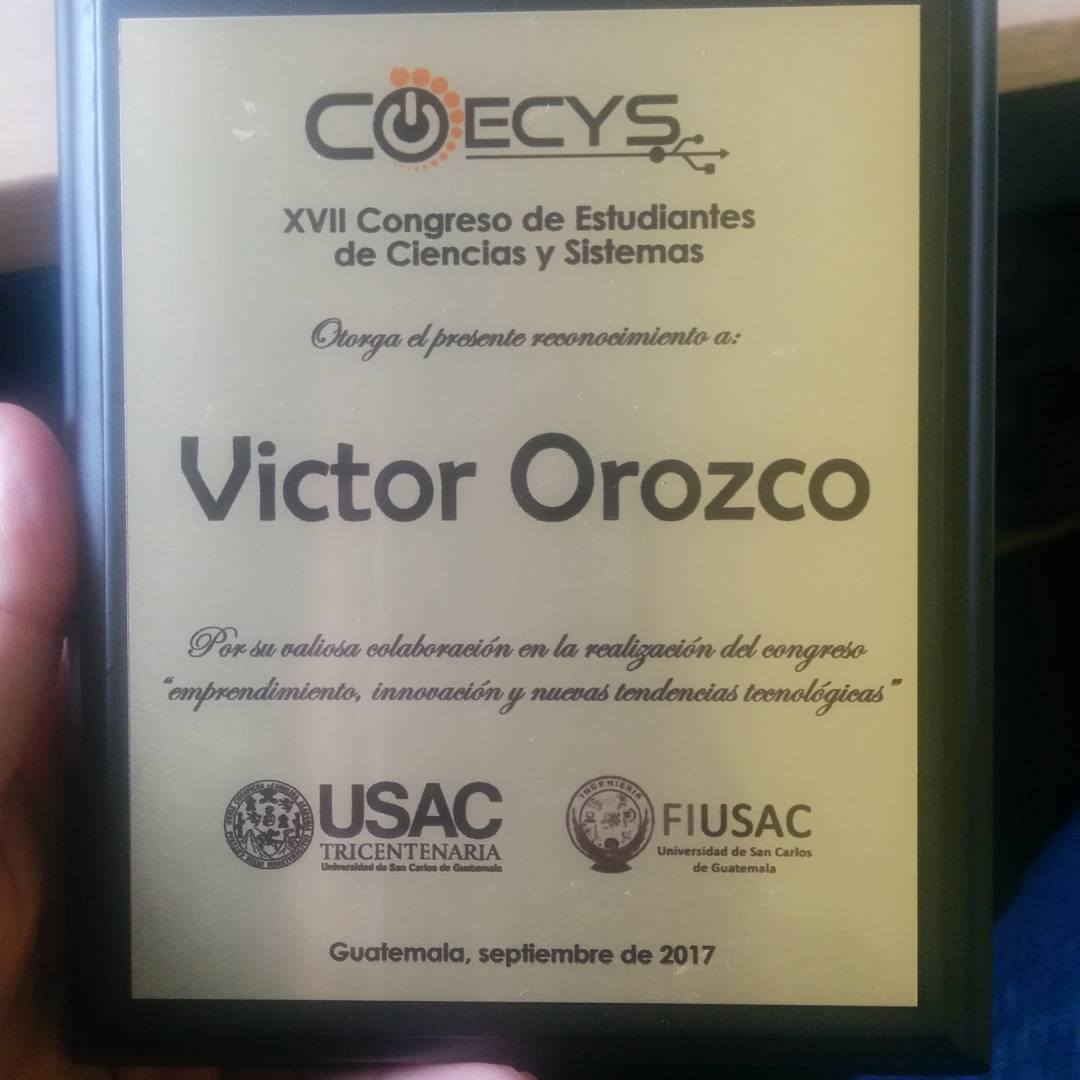 COECYS
XVII Congreso de Estudiantes
de Ciencias y Sistemas
Otorga el presente reconocimiento a:
Victor Orozco
Por su valiosa colaboración en la realización del congreso
"emprendimiento, innovación y nuevas tendencias tecnológicas"
USAC
TRICENTENARIA
Universidad de San Carlos de Guatemala
INGENIERIA
FIUSAC
Universidad de San Carlos
de Guatemala
Guatemala, septiembre de 2017